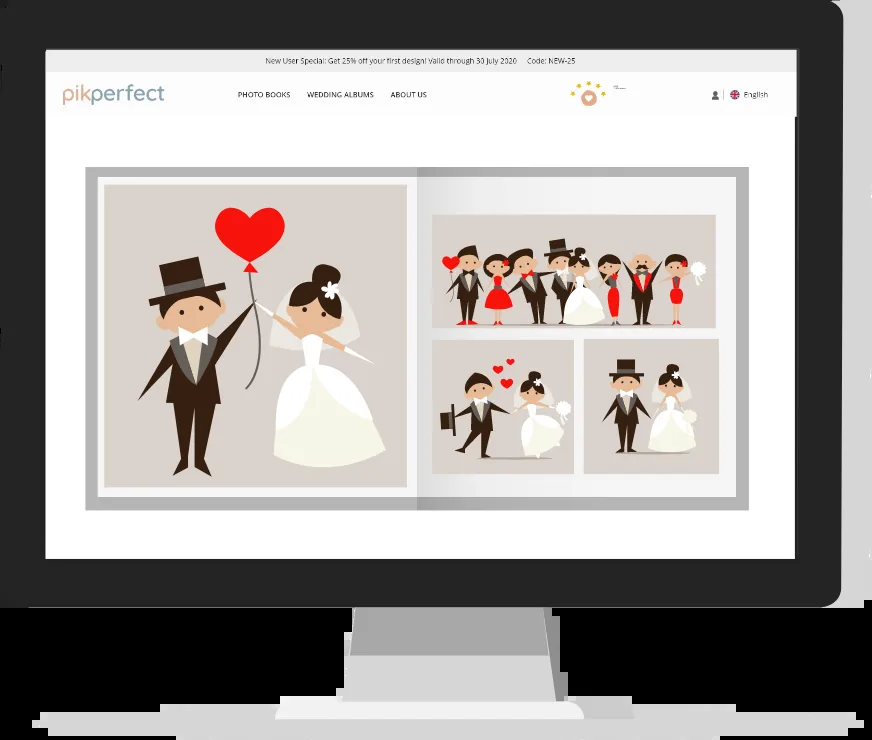 New User Special: Get 25% off your first design! Valid through 30 July 2020 Code: NEW-25
pikperfect
PHOTO BOOKS WEDDING ALBUMS ABOUT US
English